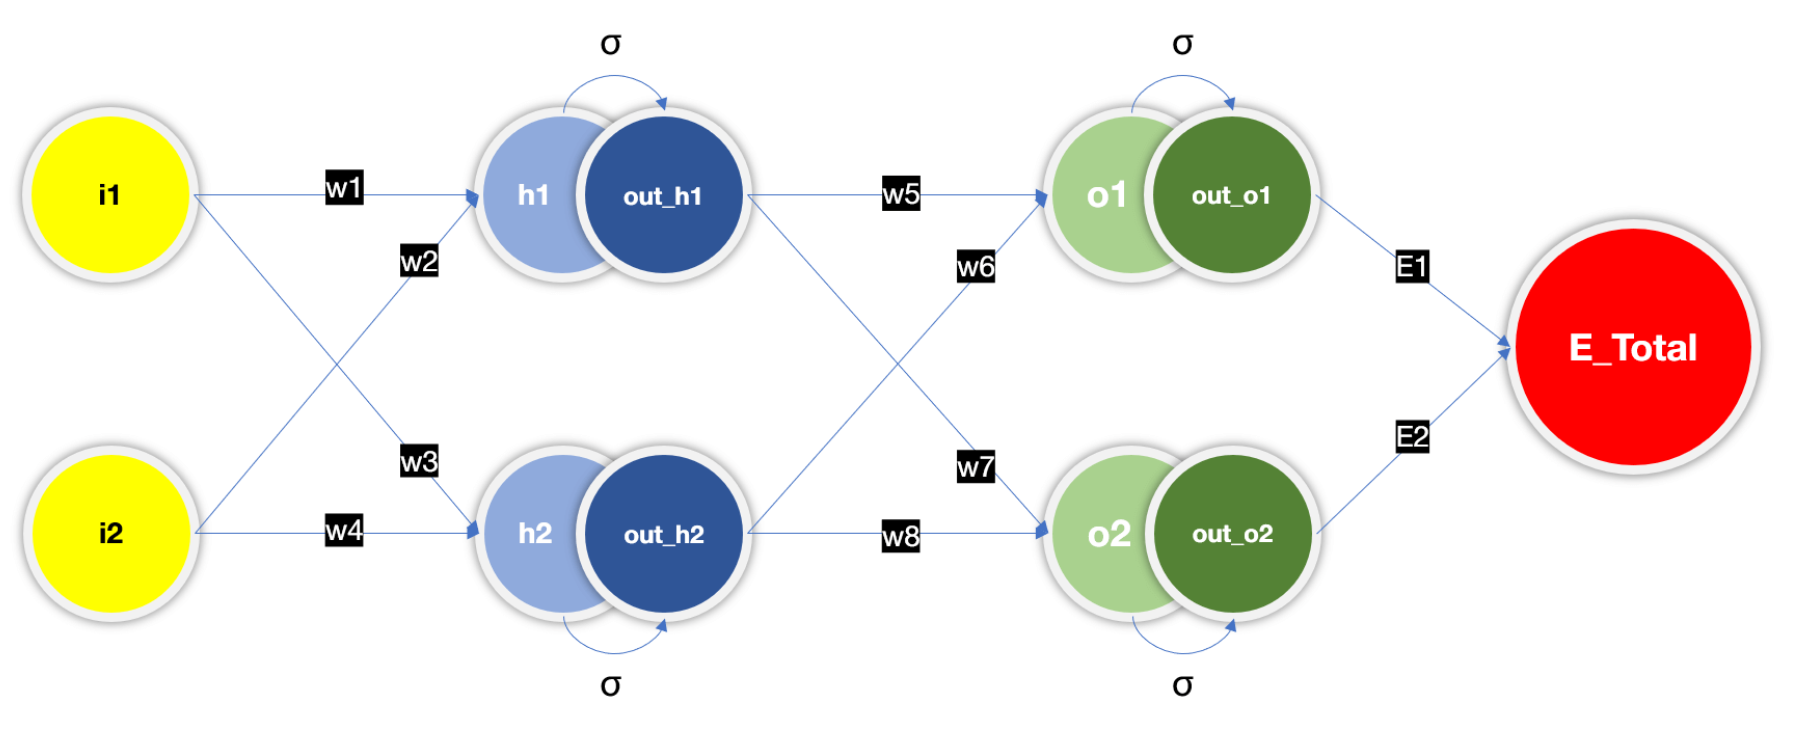 σ
σ
i1
w1
h1
out_h1
w5
o1
out_o1
w2
w6
E1
E_Total
E2
w3
w7
i2
w4
h2
out_h2
w8
o2
out_o2
σ
σ